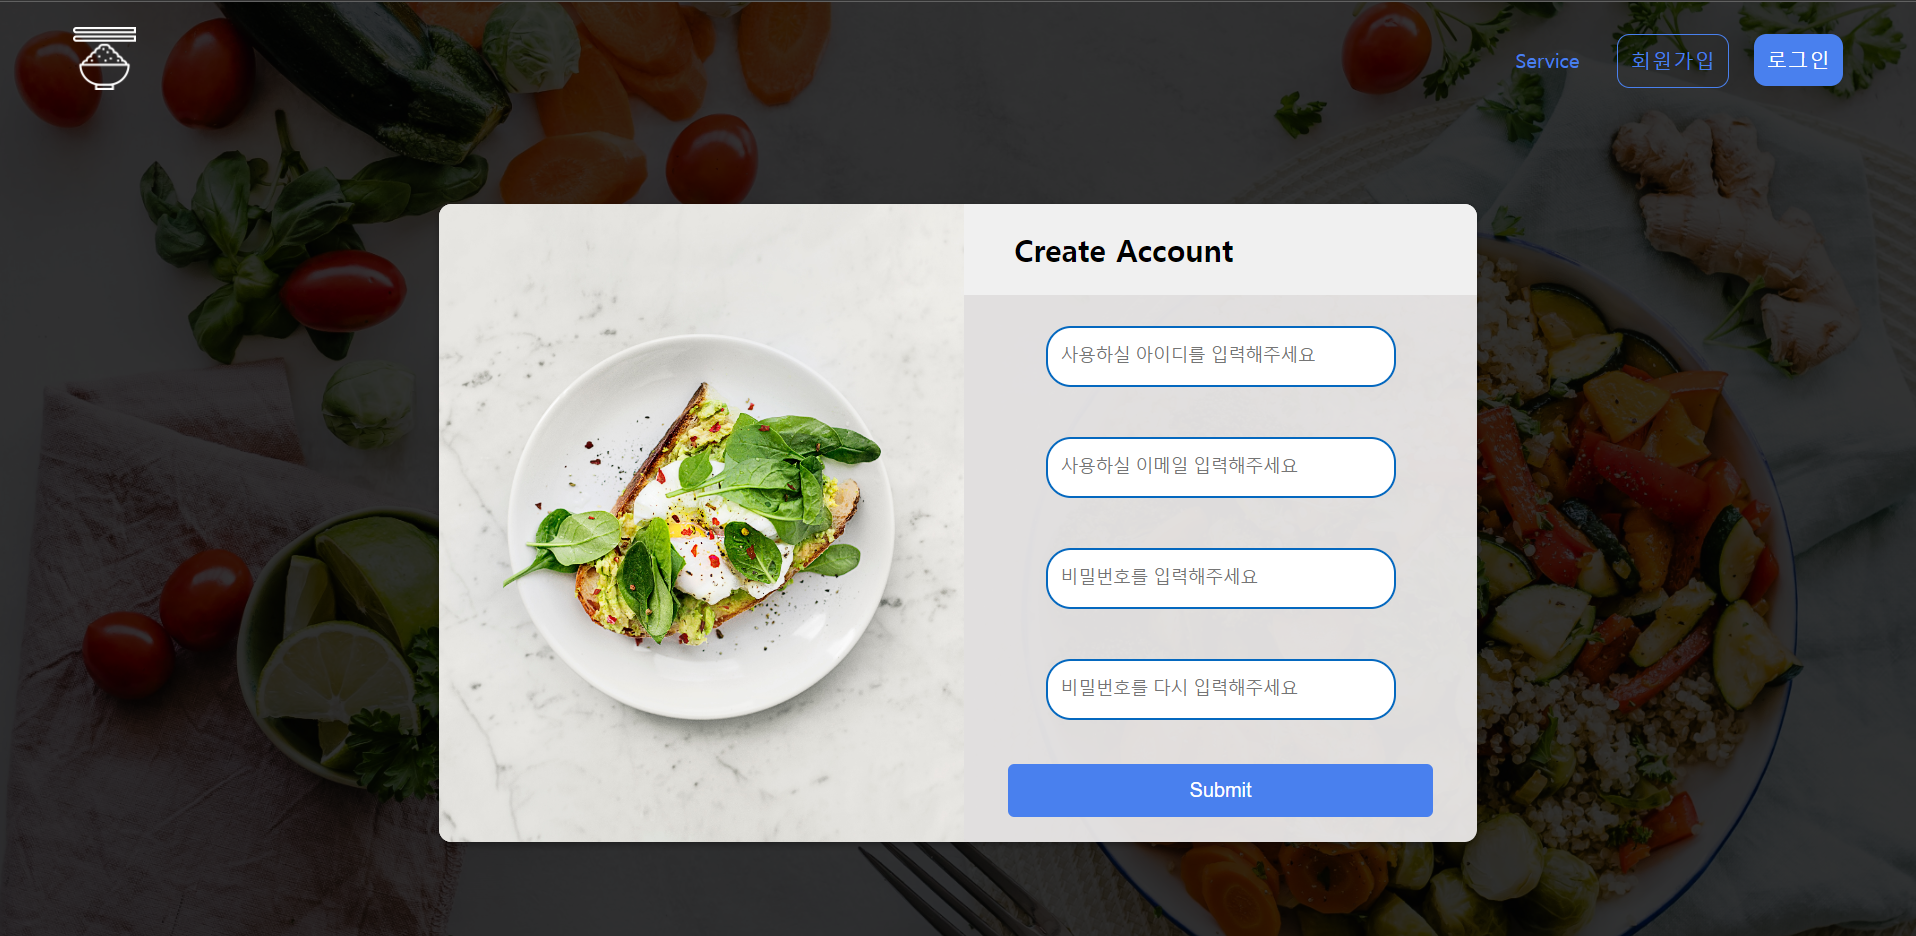 Service
회원가입
로그인
Create Account
사용하실 아이디를 입력해주세요
사용하실 이메일 입력해주세요
비밀번호를 입력해주세요
비밀번호를 다시 입력해주세요
Submit